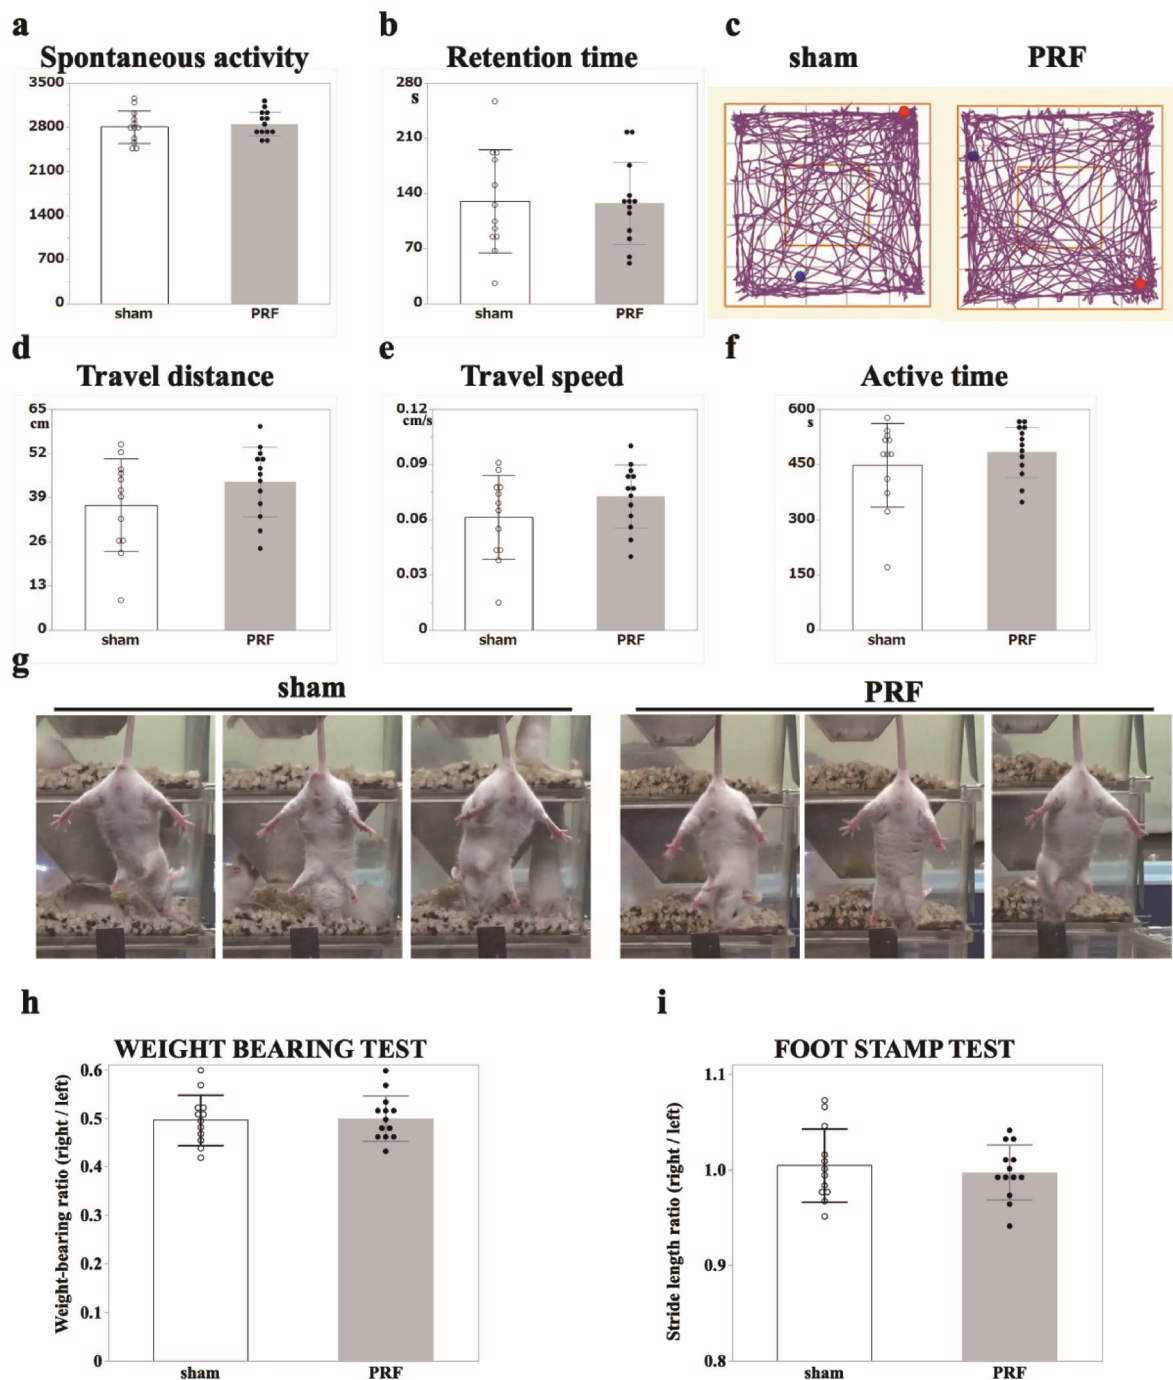 a
Spontaneous activity
3500
2800
2100
1400
700
0
sham
PRF
b
Retention time
280
s
210
140
70
0
sham
PRF
c
sham
PRF
d
Travel distance
65
cm
52
39
26
13
0
sham
PRF
e
Travel speed
0.12
cm/s
0.09
0.06
0.03
0
sham
PRF
f
Active time
600
s
450
300
150
0
sham
PRF
g
sham
PRF
h
WEIGHT BEARING TEST
Weight-bearing ratio (right / left)
0.6
0.5
0.4
0.3
0.2
0.1
0
sham
PRF
i
FOOT STAMP TEST
Stride length ratio (right / left)
1.1
1.0
0.9
0.8
sham
PRF